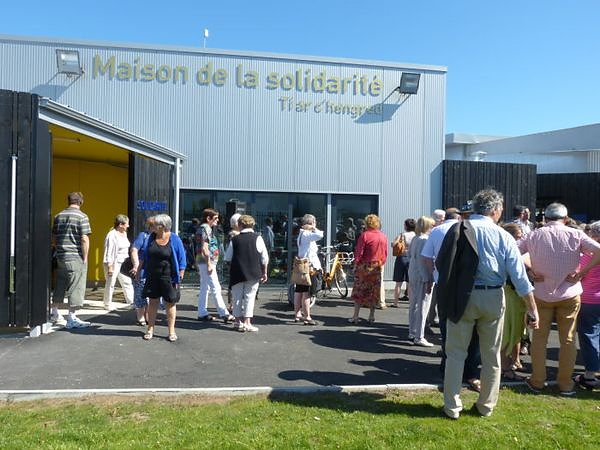 Maison de la solidarité
Ti ar c'hengred